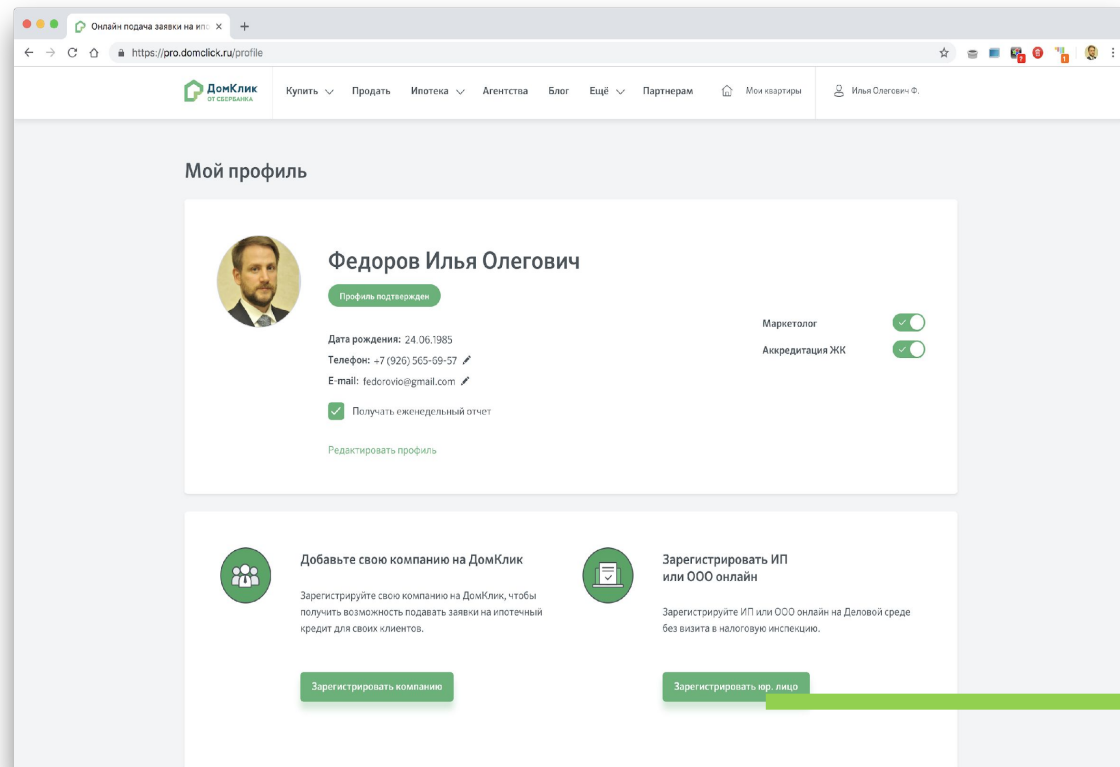 Онлайн подача заявки на ипо
https://pro.domclick.ru/profile
ДомКлик
ОТ СБЕРБАНКА
Купить Продать Ипотека Агентства Блог Ещё Партнерам Мои квартиры Илья Олегович Ф.
Мой профиль
Федоров Илья Олегович
Профиль подтвержден
Дата рождения: 24.06.1985
Телефон: +7 (926) 565-69-57
E-mail: fedorovio@gmail.com
Получать еженедельный отчет
Редактировать профиль
Маркетолог
Аккредитация ЖК
Добавьте свою компанию на ДомКлик
Зарегистрируйте свою компанию на ДомКлик, чтобы
получить возможность подавать заявки на ипотечный
кредит для своих клиентов.
Зарегистрировать компанию
Зарегистрировать ИП
или ООО онлайн
Зарегистрируйте ИП или ООО онлайн на Деловой среде
без визита в налоговую инспекцию.
Зарегистрировать юр. лицо